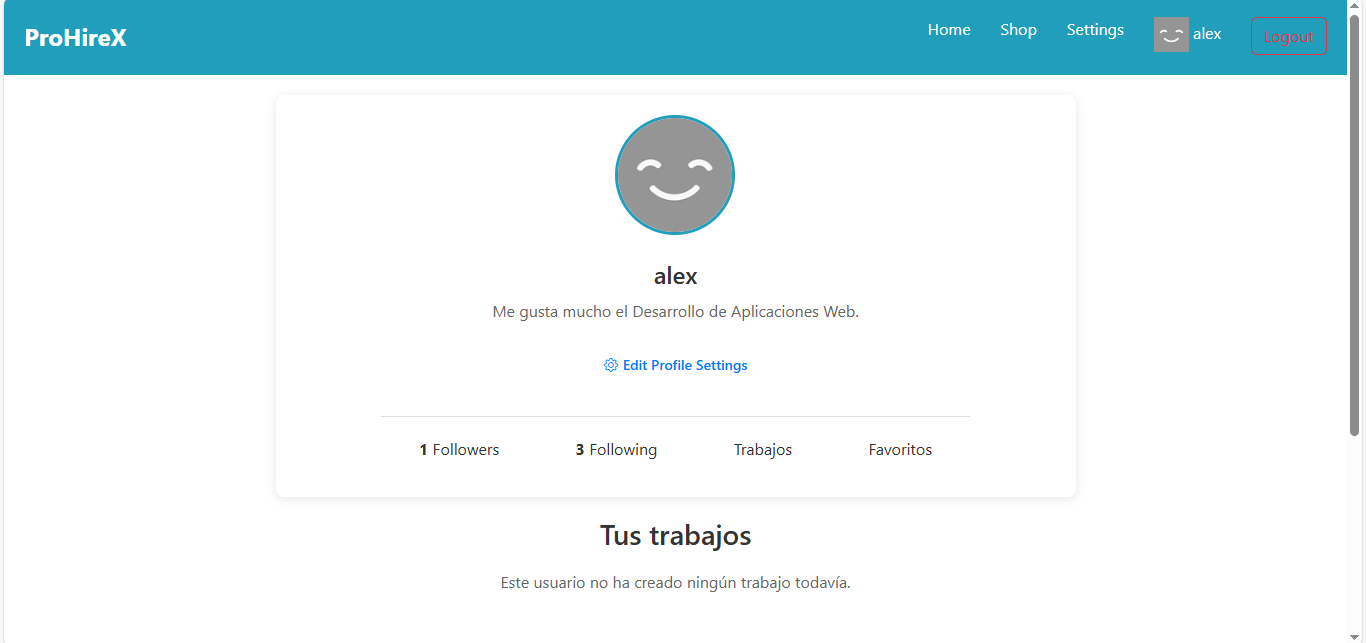 ProHireX Home Shop Settings alex Logout
alex
Me gusta mucho el Desarrollo de Aplicaciones Web.
Edit Profile Settings
1 Followers 3 Following Trabajos Favoritos
Tus trabajos
Este usuario no ha creado ningún trabajo todavía.